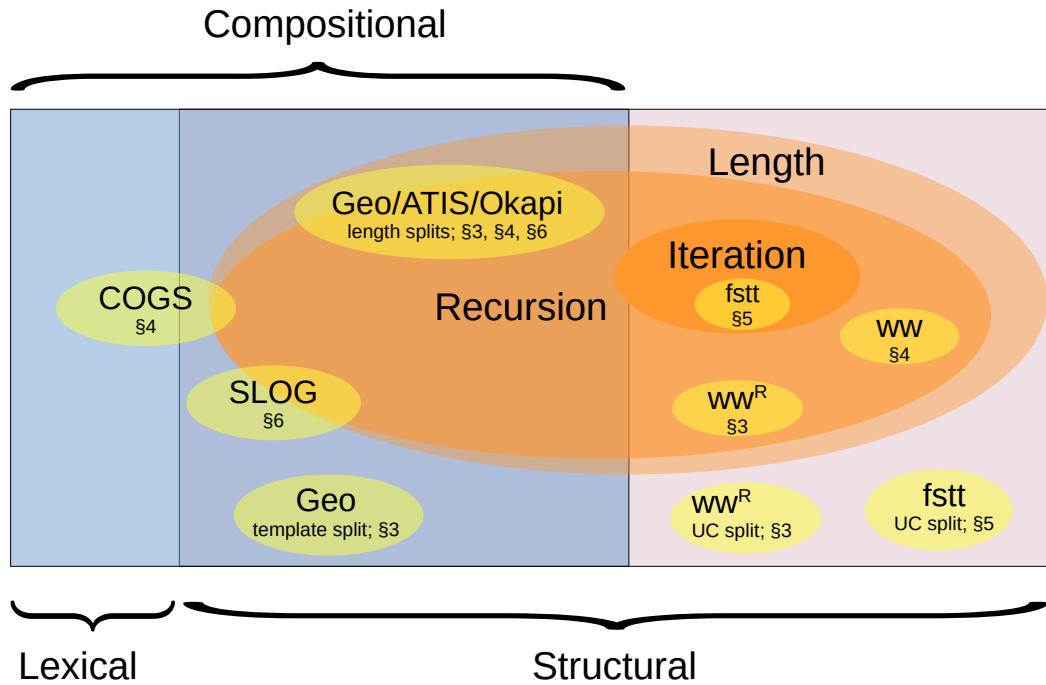 Compositional
Length
Geo/ATIS/Okapi
length splits; §3, §4, §6
Iteration
fstt
§5
COGS
§4
Recursion
ww
§4
SLOG
§6
ww^R
§3
Geo
template split; §3
ww^R
UC split; §3
fstt
UC split; §5
Lexical
Structural